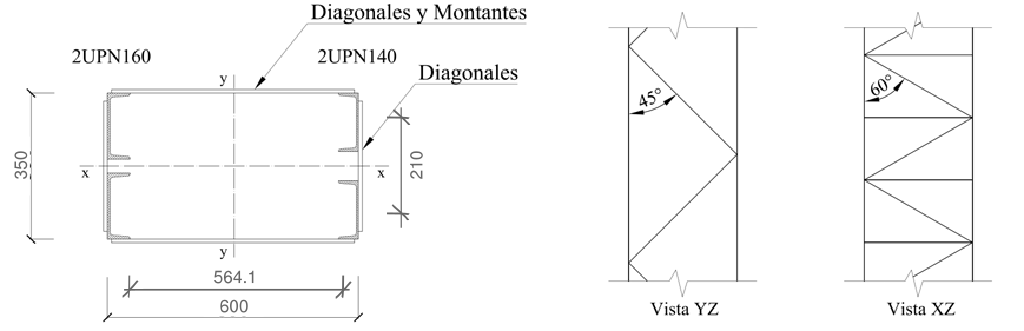 Diagonales y Montantes
2UPN160
2UPN140
Diagonales
y
350
x
x
210
y
564.1
600
45°
Vista YZ
60°
Vista XZ